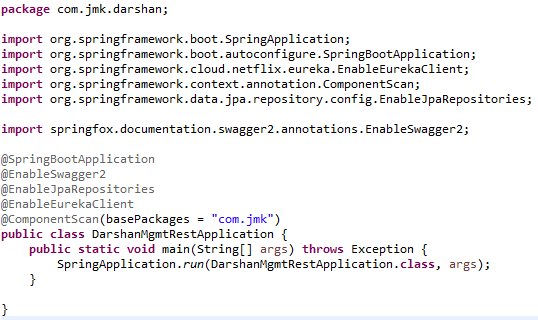 package com.jmk.darshan;
import org.springframework.boot.SpringApplication;
import org.springframework.boot.autoconfigure.SpringBootApplication;
import org.springframework.cloud.netflix.eureka.EnableEurekaClient;
import org.springframework.context.annotation.ComponentScan;
import org.springframework.data.jpa.repository.config.EnableJpaRepositories;
import springfox.documentation.swagger2.annotations.EnableSwagger2;
@SpringBootApplication
@EnableSwagger2
@EnableJpaRepositories
@EnableEurekaClient
@ComponentScan(basePackages = "com.jmk")
public class DarshanMgmtRestApplication {
    public static void main(String[] args) throws Exception {
        SpringApplication.run(DarshanMgmtRestApplication.class, args);
    }
}